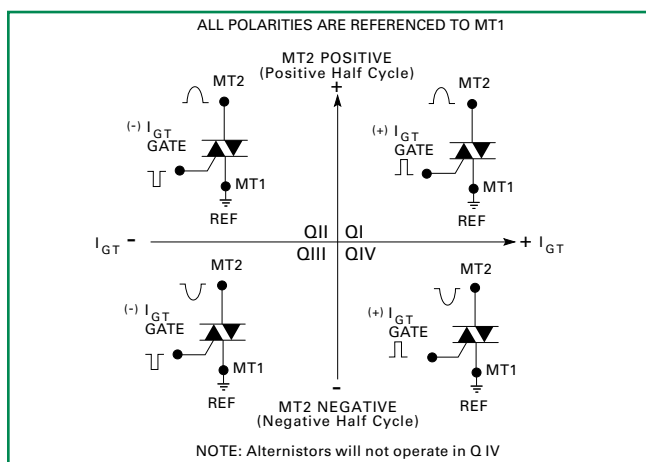 ALL POLARITIES ARE REFERENCED TO MT1
MT2 POSITIVE
(Positive Half Cycle)
+
MT2
(-) IGT
GATE
MT1
REF
MT2
(+) IGT
GATE
MT1
REF
IGT -
QII QI
QIII QIV
+ IGT
MT2
(-) IGT
GATE
MT1
REF
MT2
(+) IGT
GATE
MT1
REF
-
MT2 NEGATIVE
(Negative Half Cycle)
NOTE: Alternistors will not operate in Q IV